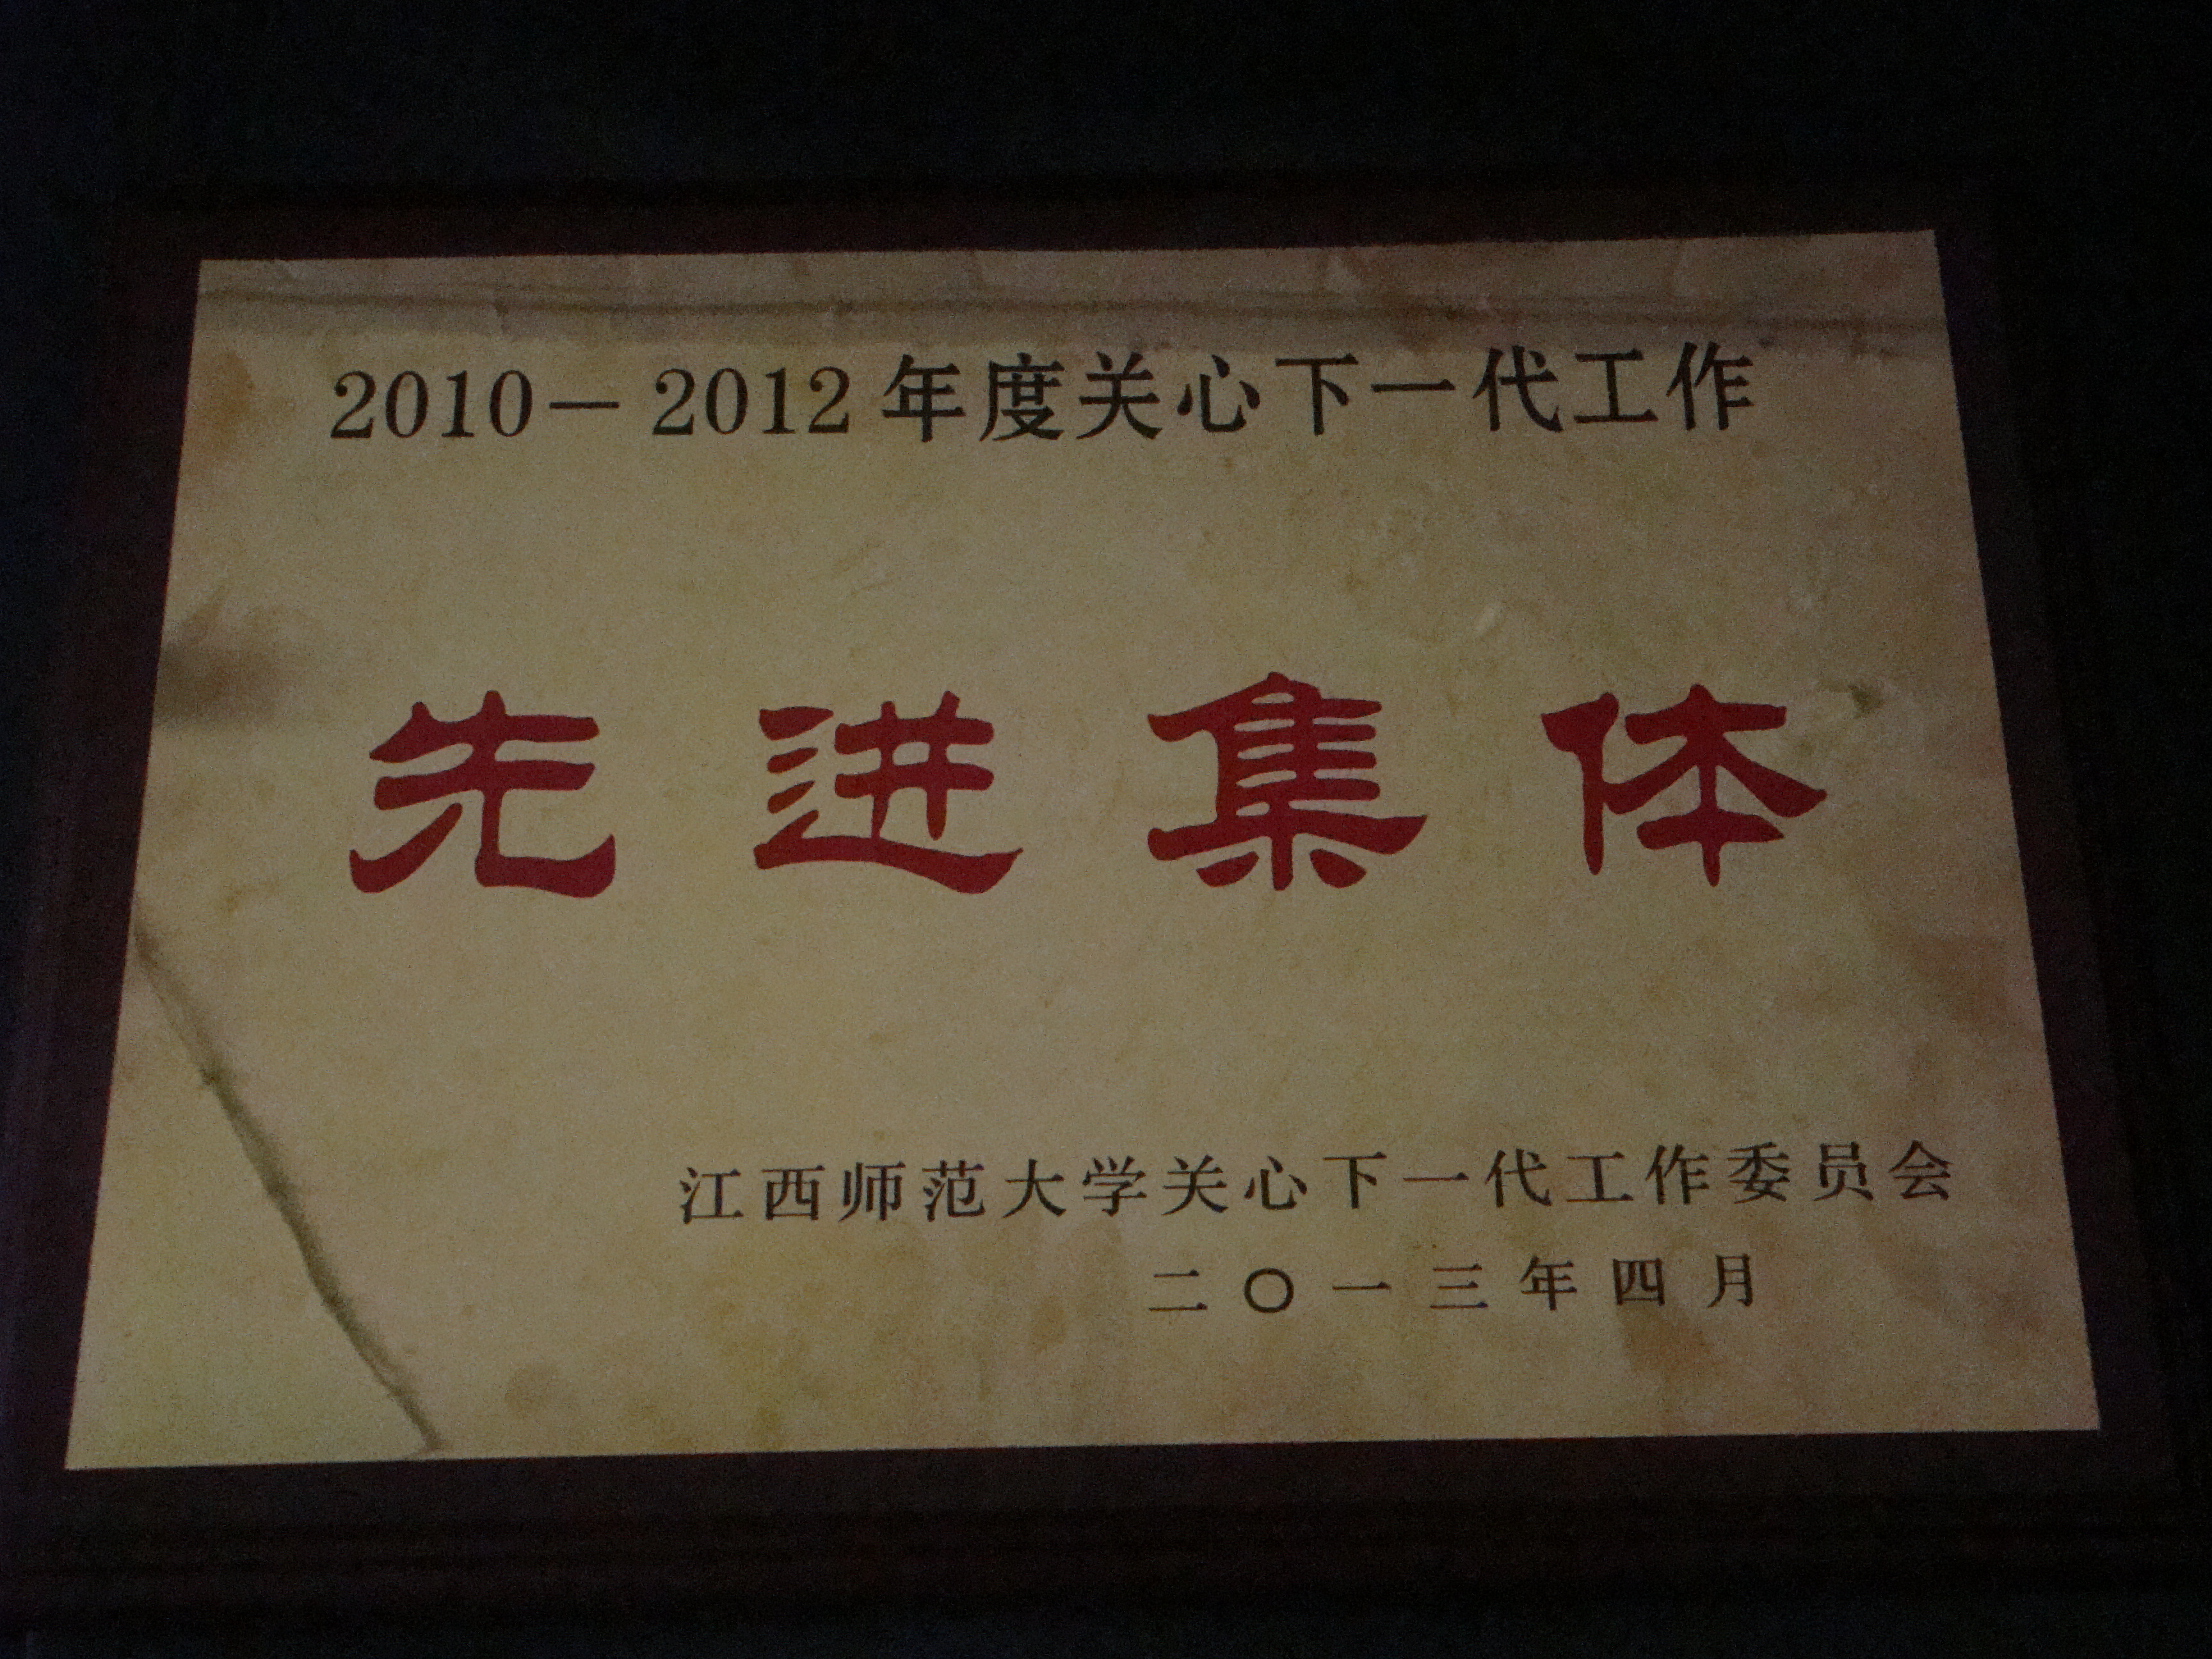 2010－2012年度关心下一代工作
先进集体
江西师范大学关心下一代工作委员会
二〇一三年四月